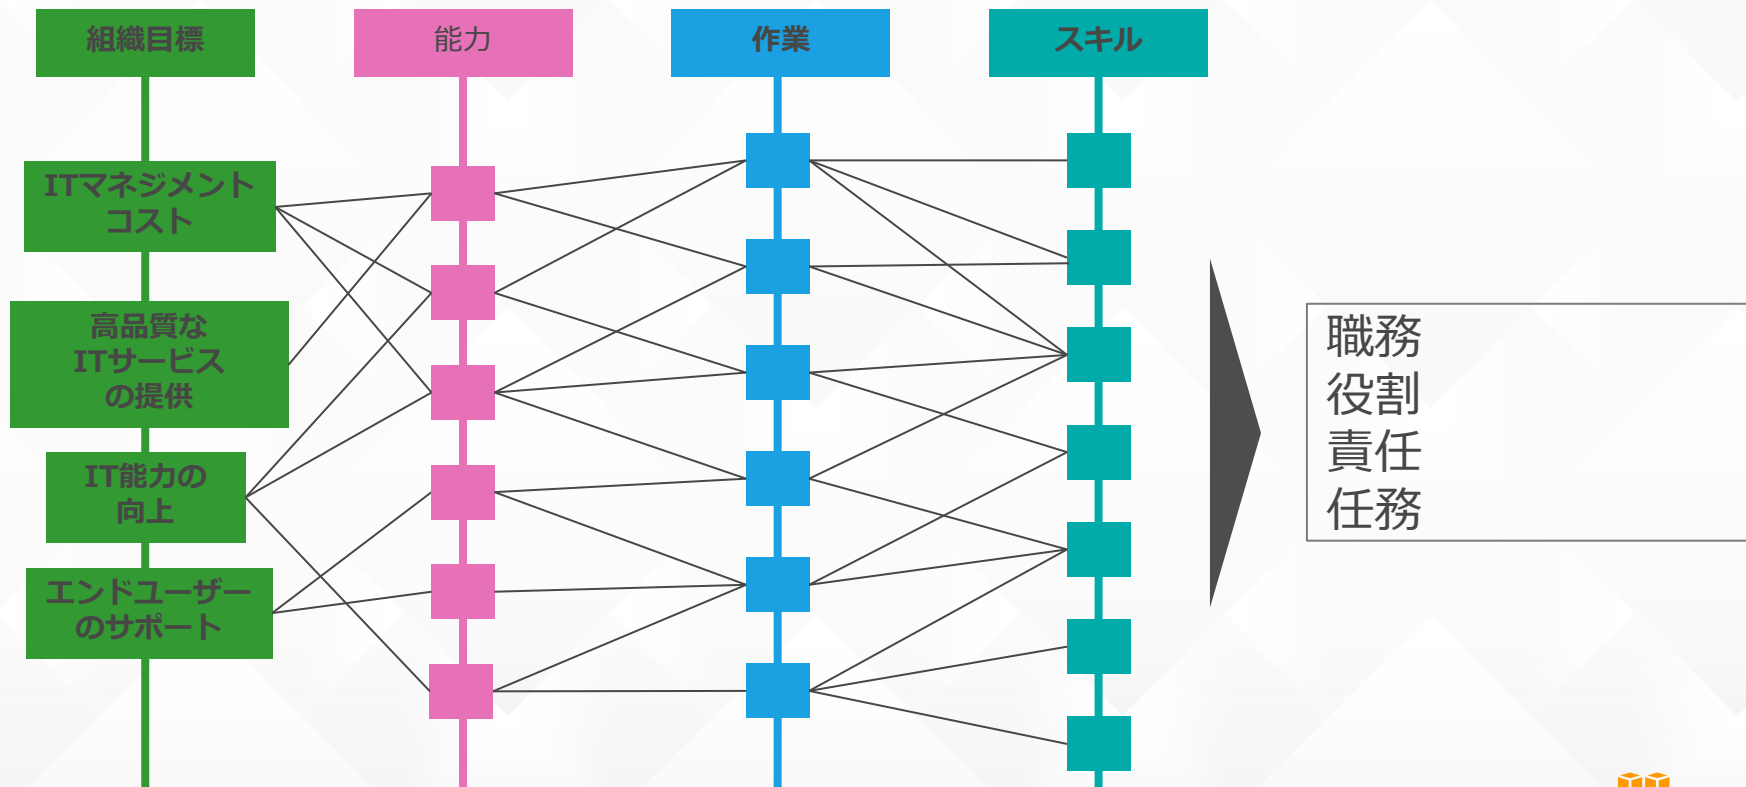 組織目標
能力
作業
スキル
ITマネジメント
コスト
高品質な
ITサービス
の提供
IT能力の
向上
エンドユーザー
のサポート
職務
役割
責任
任務